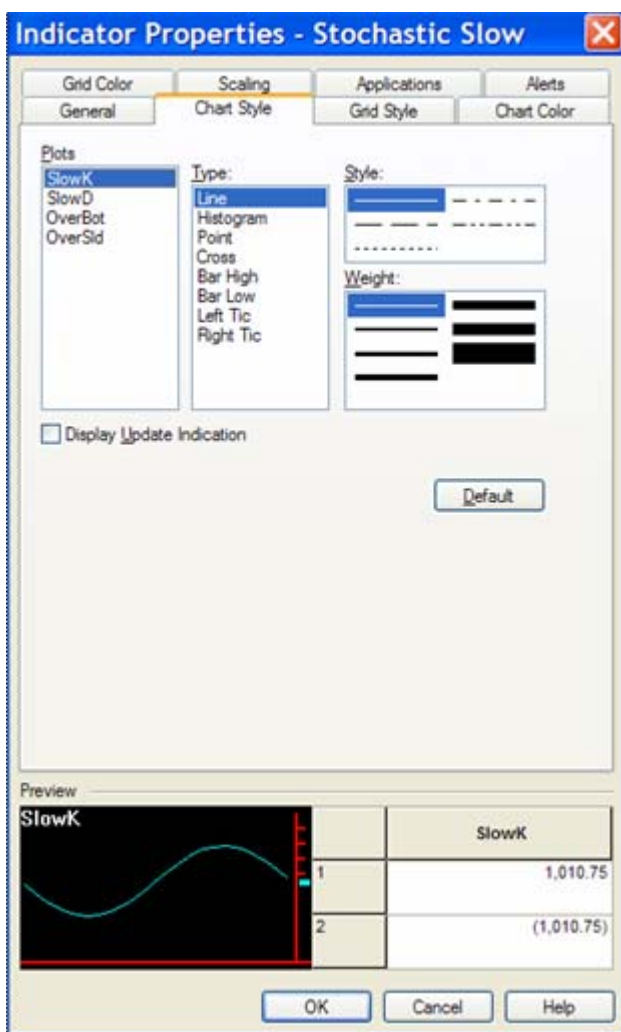 Indicator Properties - Stochastic Slow
Grid Color Scaling Applications Alerts
General Chart Style Grid Style Chart Color
Plots
SlowK
SlowD
OverBot
OverSld
Type:
Line
Histogram
Point
Cross
Bar High
Bar Low
Left Tic
Right Tic
Style:
Weight:
Display Update Indication
Default
Preview
SlowK
SlowK
1 1,010.75
2 (1,010.75)
OK Cancel Help